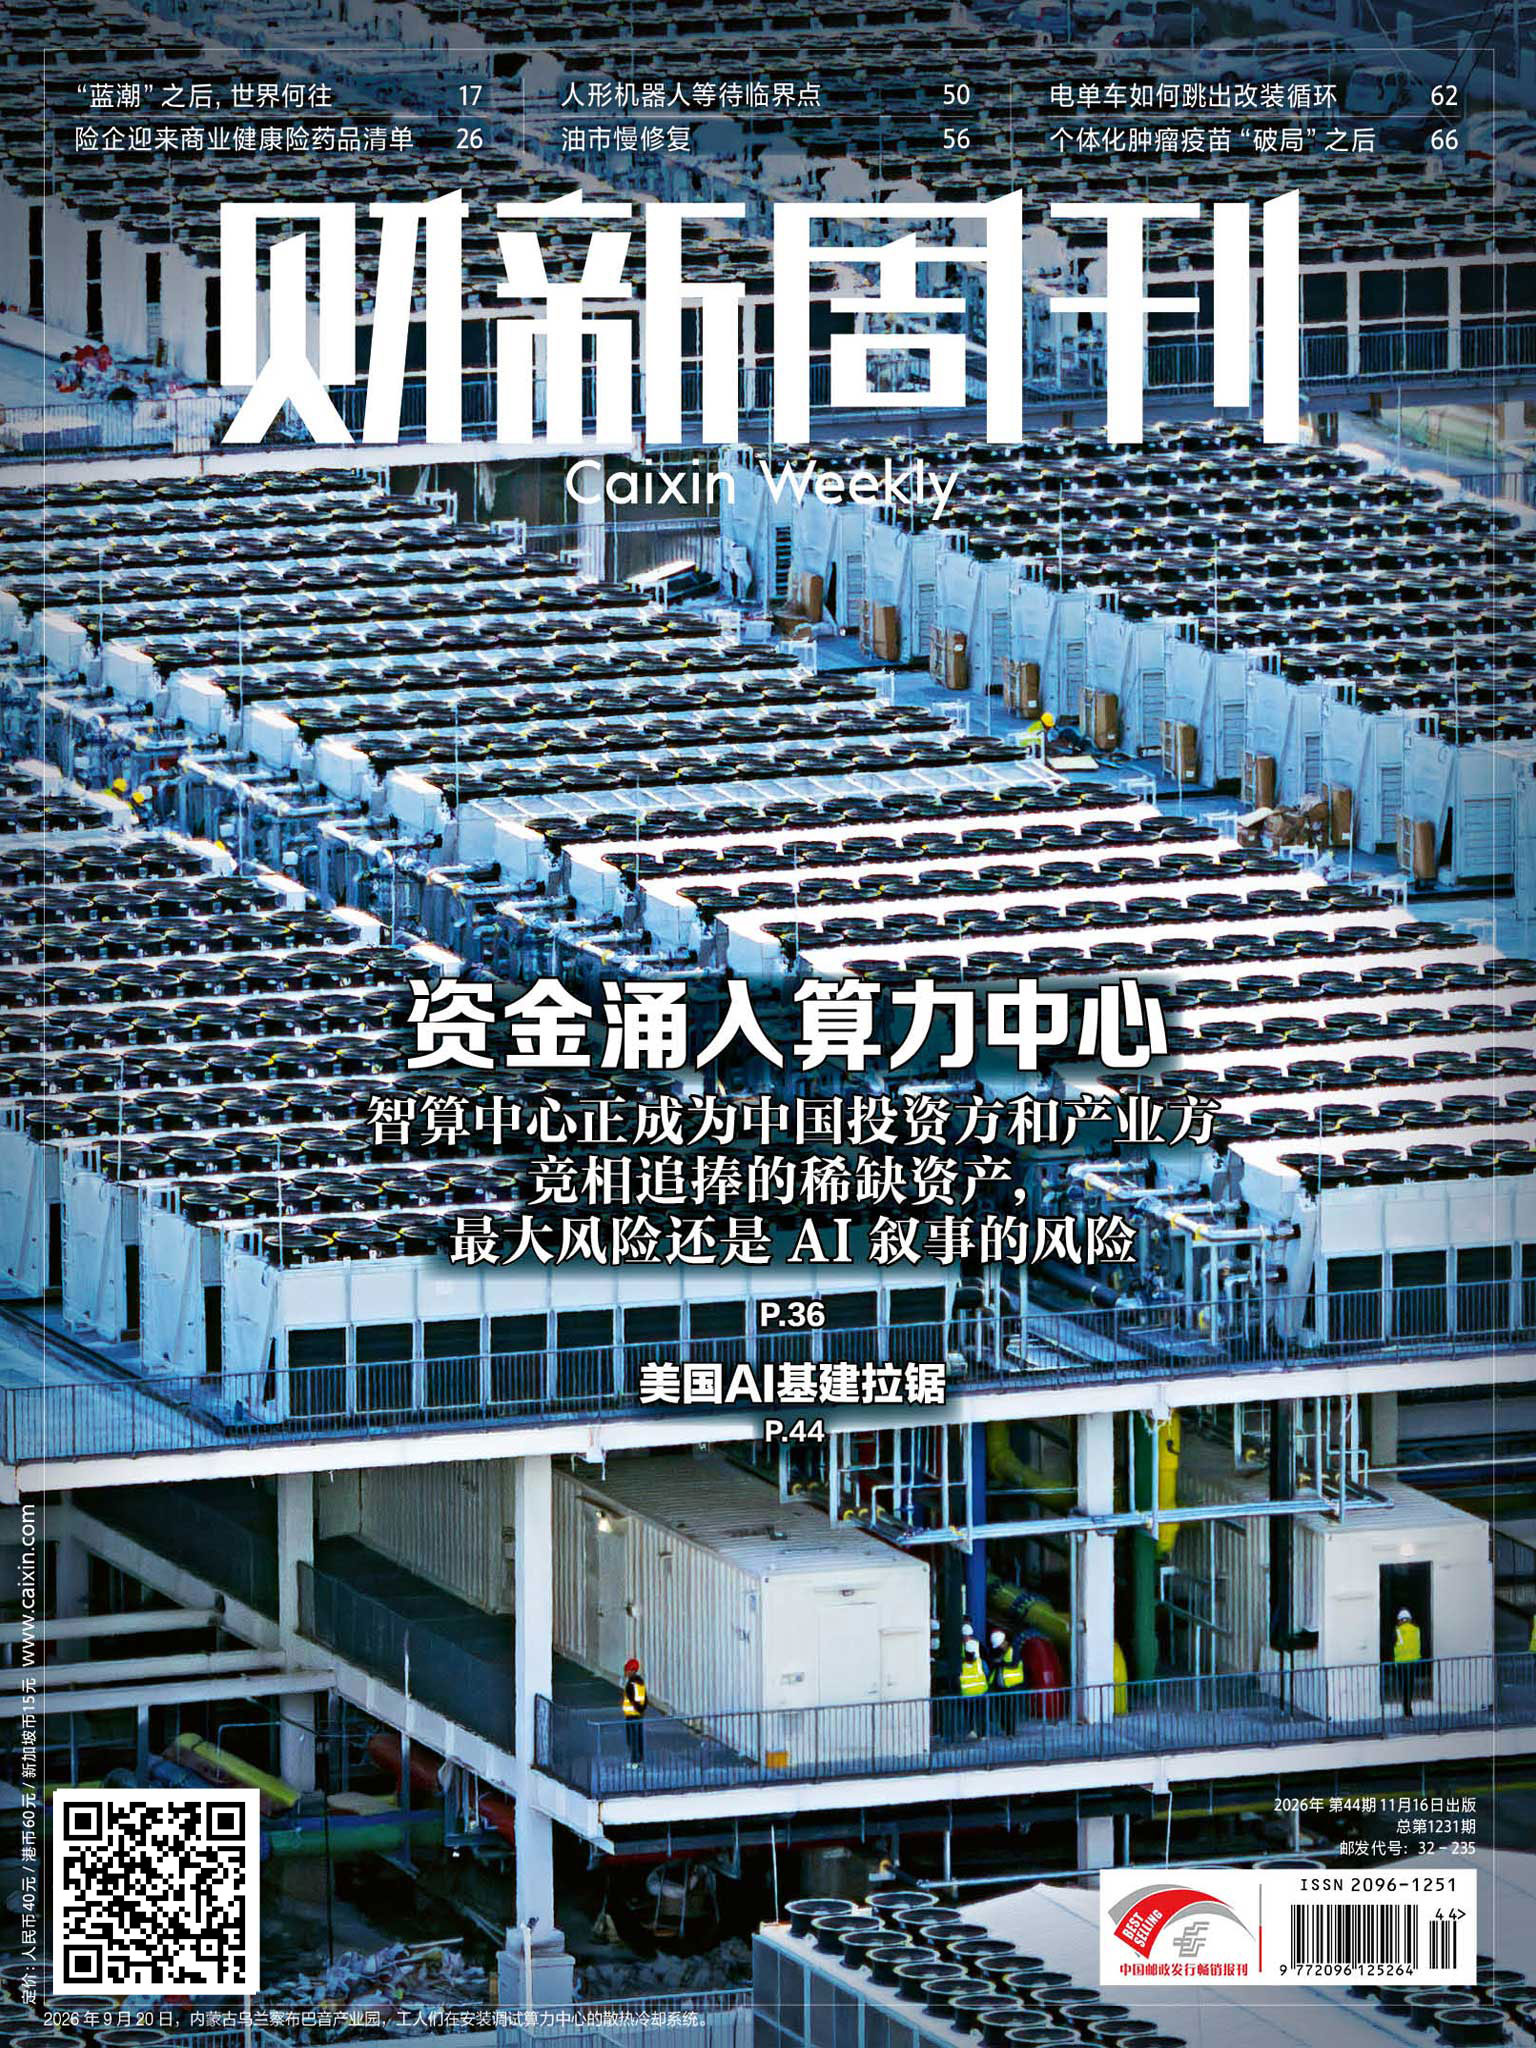 “蓝潮”之后，世界何往 17
险企迎来商业健康险药品清单 26
人形机器人等待临界点 50
油市慢修复 56
电单车如何跳出改装循环 62
个体化肿瘤疫苗“破局”之后 66
财新周刊
Caixin Weekly
资金涌入算力中心
智算中心正成为中国投资方和产业方
竞相追捧的稀缺资产，
最大风险还是 AI 叙事的风险
P.36
美国AI基建拉锯
P.44
定价：人民币40元 / 港币60元 / 新加坡币15元 www.caixin.com
2026年 第44期 11月16日出版
总第1231期
邮发代号：32-235
ISSN 2096-1251
BEST
SELLING
中国邮政发行畅销报刊
44>
9 772096 125264
2026 年 9 月 20 日，内蒙古乌兰察布巴音产业园，工人们在安装调试算力中心的散热冷却系统。